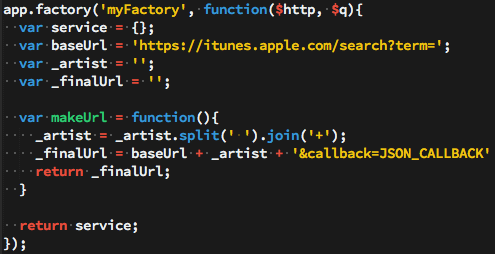 app.factory('myFactory', function($http, $q){
  var service = {};
  var baseUrl = 'https://itunes.apple.com/search?term=';
  var _artist = '';
  var _finalUrl = '';

  var makeUrl = function(){
    _artist = _artist.split(' ').join('+');
    _finalUrl = baseUrl + _artist + '&callback=JSON_CALLBACK'
    return _finalUrl;
  }

  return service;
});